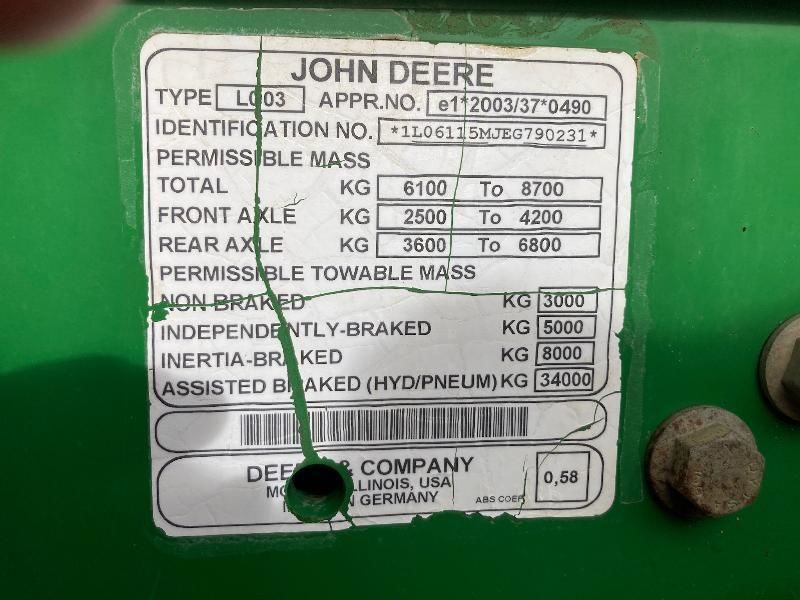 JOHN DEERE
TYPE L003 APPR.NO. e1*2003/37*0490
IDENTIFICATION NO. *1L06115MJEG790231*
PERMISSIBLE MASS
TOTAL KG 6100 To 8700
FRONT AXLE KG 2500 To 4200
REAR AXLE KG 3600 To 6800
PERMISSIBLE TOWABLE MASS
NON BRAKED KG 3000
INDEPENDENTLY-BRAKED KG 5000
INERTIA-BRAKED KG 8000
ASSISTED BRAKED (HYD/PNEUM) KG 34000
& COMPANY
ILLINOIS, USA
GERMANY
ABS COEF.
0,58